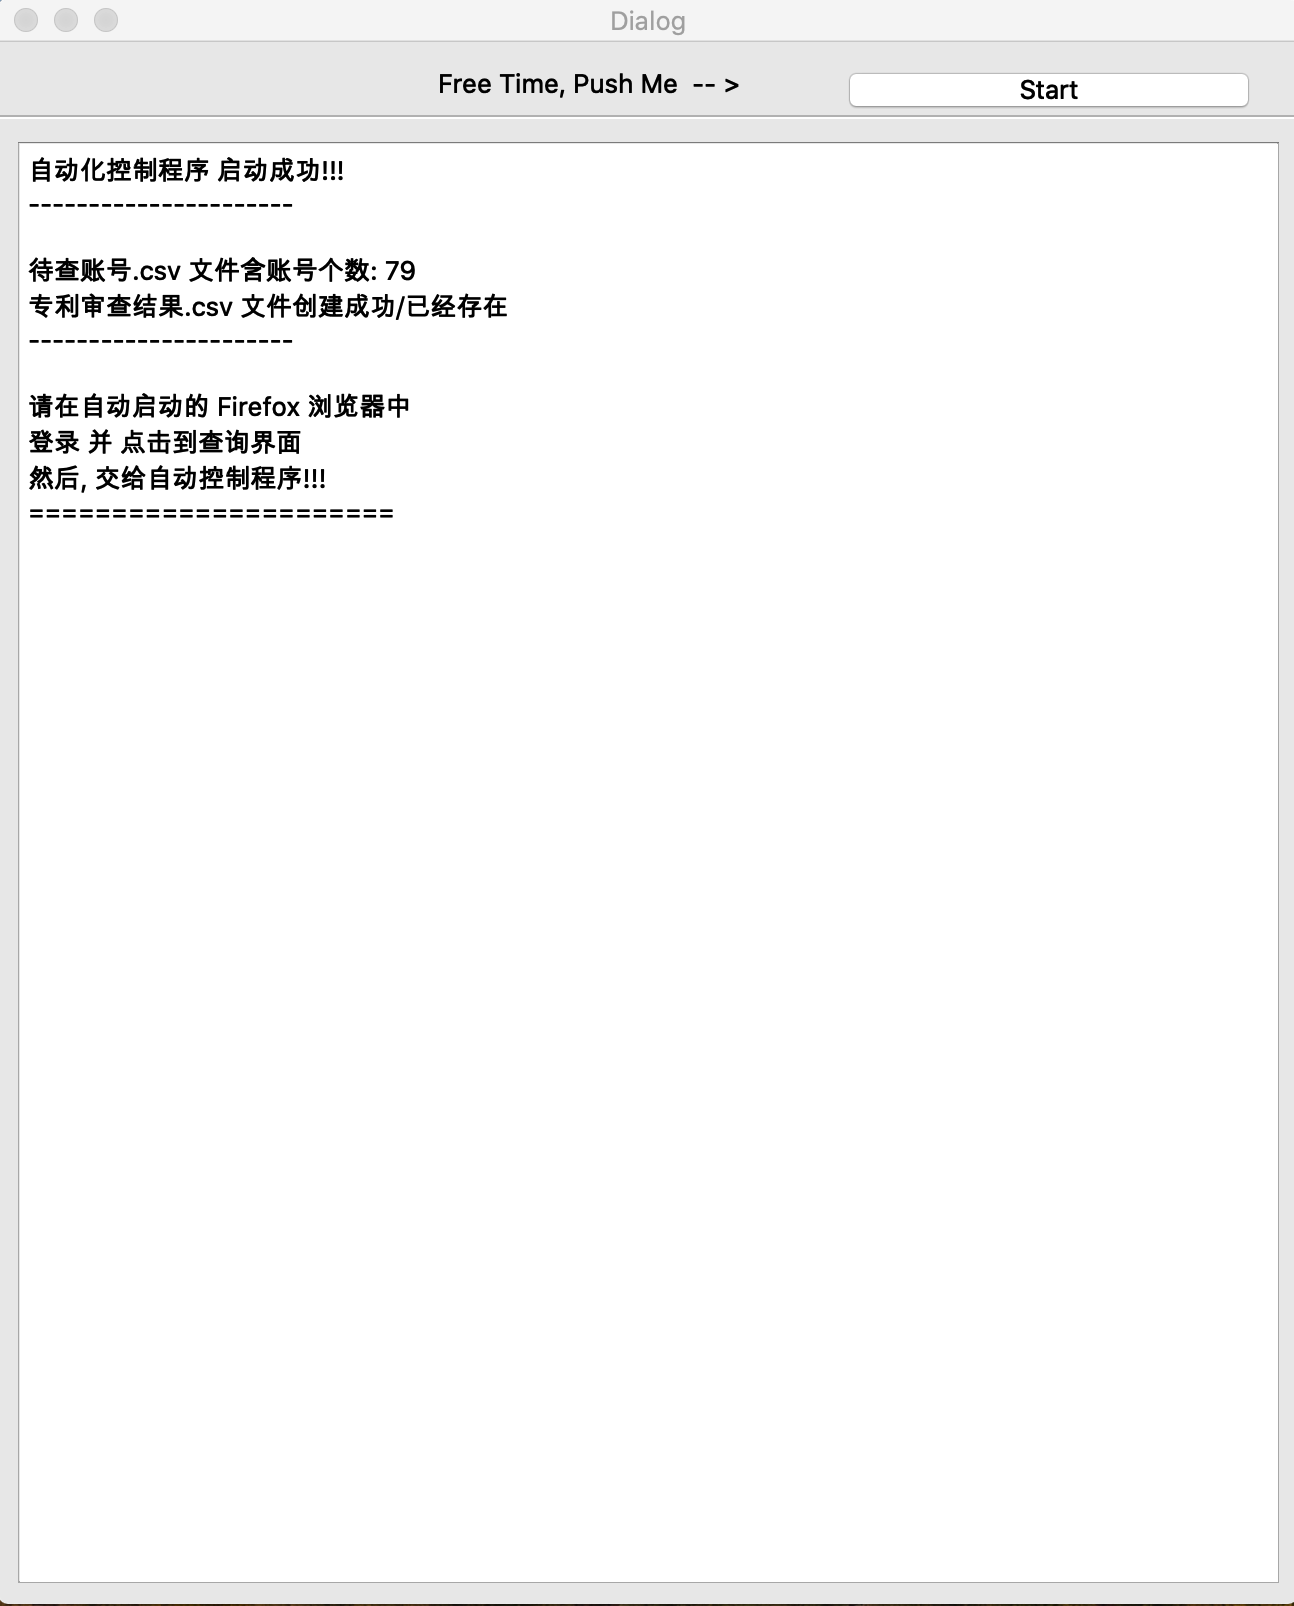 Dialog
Free Time, Push Me -- >
Start
自动化控制程序 启动成功!!!
----------------------
待查账号.csv 文件含账号个数: 79
专利审查结果.csv 文件创建成功/已经存在
----------------------
请在自动启动的 Firefox 浏览器中
登录 并 点击到查询界面
然后, 交给自动控制程序!!!
======================